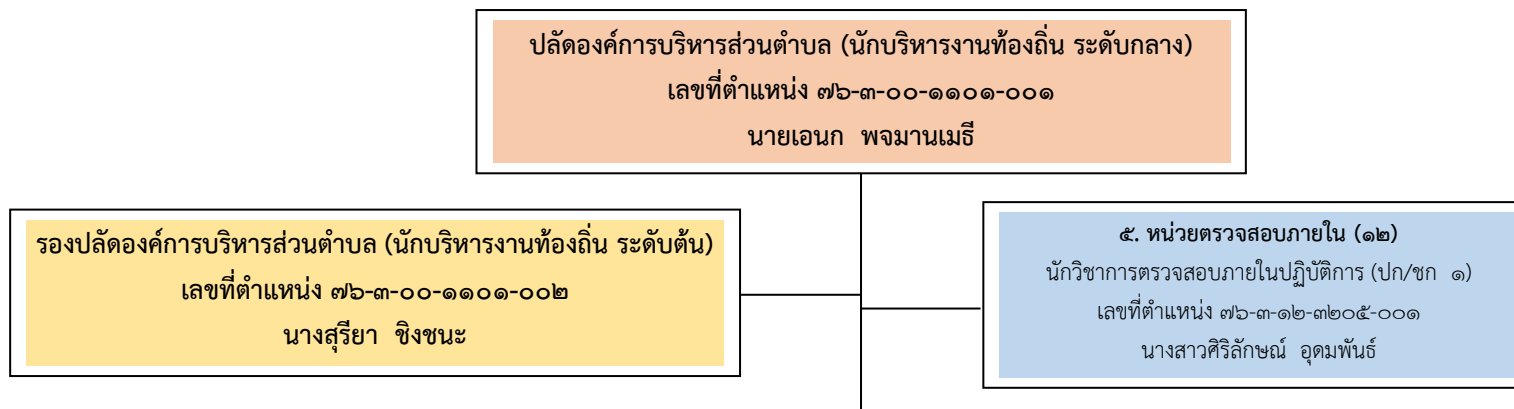 ปลัดองค์การบริหารส่วนตำบล (นักบริหารงานท้องถิ่น ระดับกลาง)
เลขที่ตำแหน่ง ๗๖-๓-๐๐-๑๑๐๑-๐๐๑
นายเอนก พจมานเมธี
รองปลัดองค์การบริหารส่วนตำบล (นักบริหารงานท้องถิ่น ระดับต้น)
เลขที่ตำแหน่ง ๗๖-๓-๐๐-๑๑๐๑-๐๐๒
นางสุรียา ชิงชนะ
๕. หน่วยตรวจสอบภายใน (๑๒)
นักวิชาการตรวจสอบภายในปฏิบัติการ (ปก/ชก ๑)
เลขที่ตำแหน่ง ๗๖-๓-๑๒-๓๒๐๕-๐๐๑
นางสาวศิริลักษณ์ อุดมพันธ์